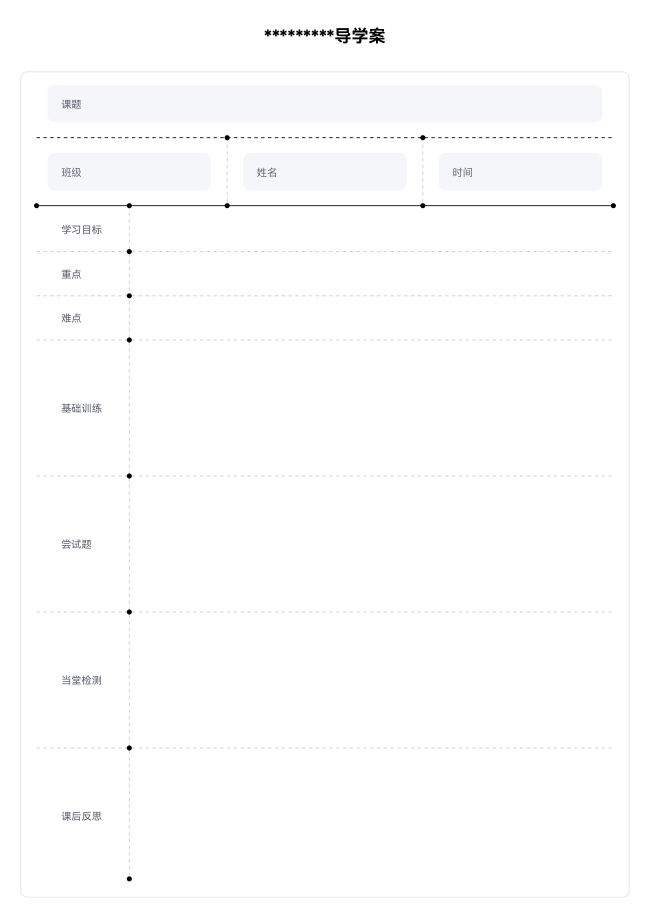 *********导学案
课题
班级 姓名 时间
学习目标
重点
难点
基础训练
尝试题
当堂检测
课后反思